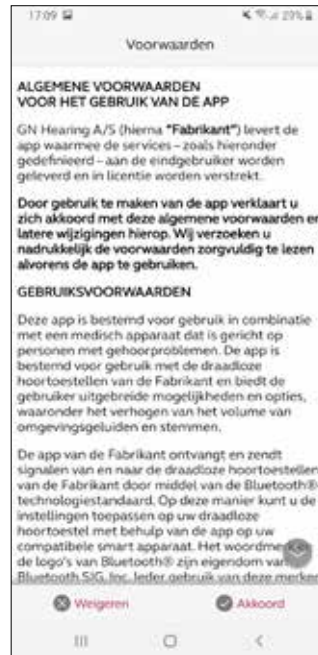 17:09 29%
Voorwaarden
ALGEMENE VOORWAARDEN
VOOR HET GEBRUIK VAN DE APP
GN Hearing A/S (hierna "Fabrikant") levert de
app waarmee de services – zoals hieronder
gedefinieerd – aan de eindgebruiker worden
geleverd en in licentie worden verstrekt.
Door gebruik te maken van de app verklaart u
zich akkoord met deze algemene voorwaarden en
latere wijzigingen hierop. Wij verzoeken u
nadrukkelijk de voorwaarden zorgvuldig te lezen
alvorens de app te gebruiken.
GEBRUIKSVOORWAARDEN
Deze app is bestemd voor gebruik in combinatie
met een medisch apparaat dat is gericht op
personen met gehoorproblemen. De app is
bestemd voor gebruik met de draadloze
hoortoestellen van de Fabrikant en biedt de
gebruiker uitgebreide mogelijkheden en opties,
waaronder het verhogen van het volume van
omgevingsgeluiden en stemmen.
De app van de Fabrikant ontvangt en zendt
signalen van en naar de draadloze hoortoestellen
van de Fabrikant door middel van de Bluetooth®
technologiestandaard. Op deze manier kunt u de
instellingen toepassen op uw draadloze
hoortoestel met behulp van de app op uw
compatibele smart apparaat. Het woordmerk
de logo's van Bluetooth® zijn eigendom van
Bluetooth SIG, Inc. Ieder gebruik van deze merken
Weigeren Akkoord